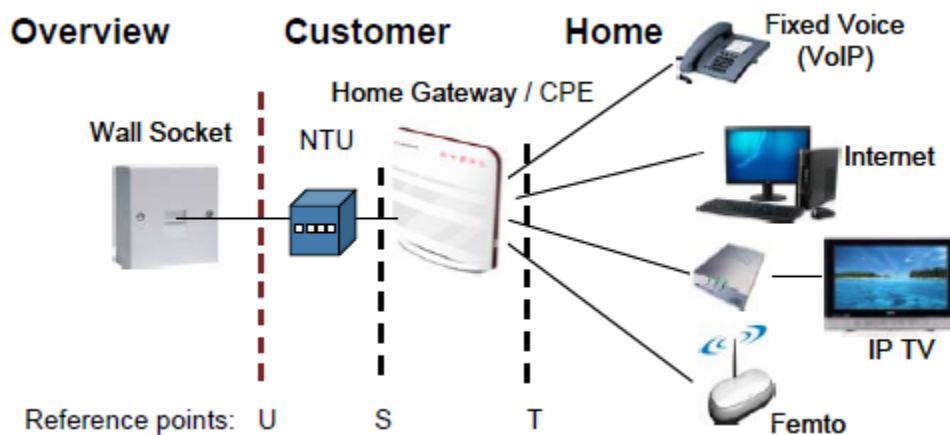 Overview Customer Home
Fixed Voice
(VoIP)
Home Gateway / CPE
Wall Socket
NTU
Internet
IP TV
Reference points: U S T
Femto